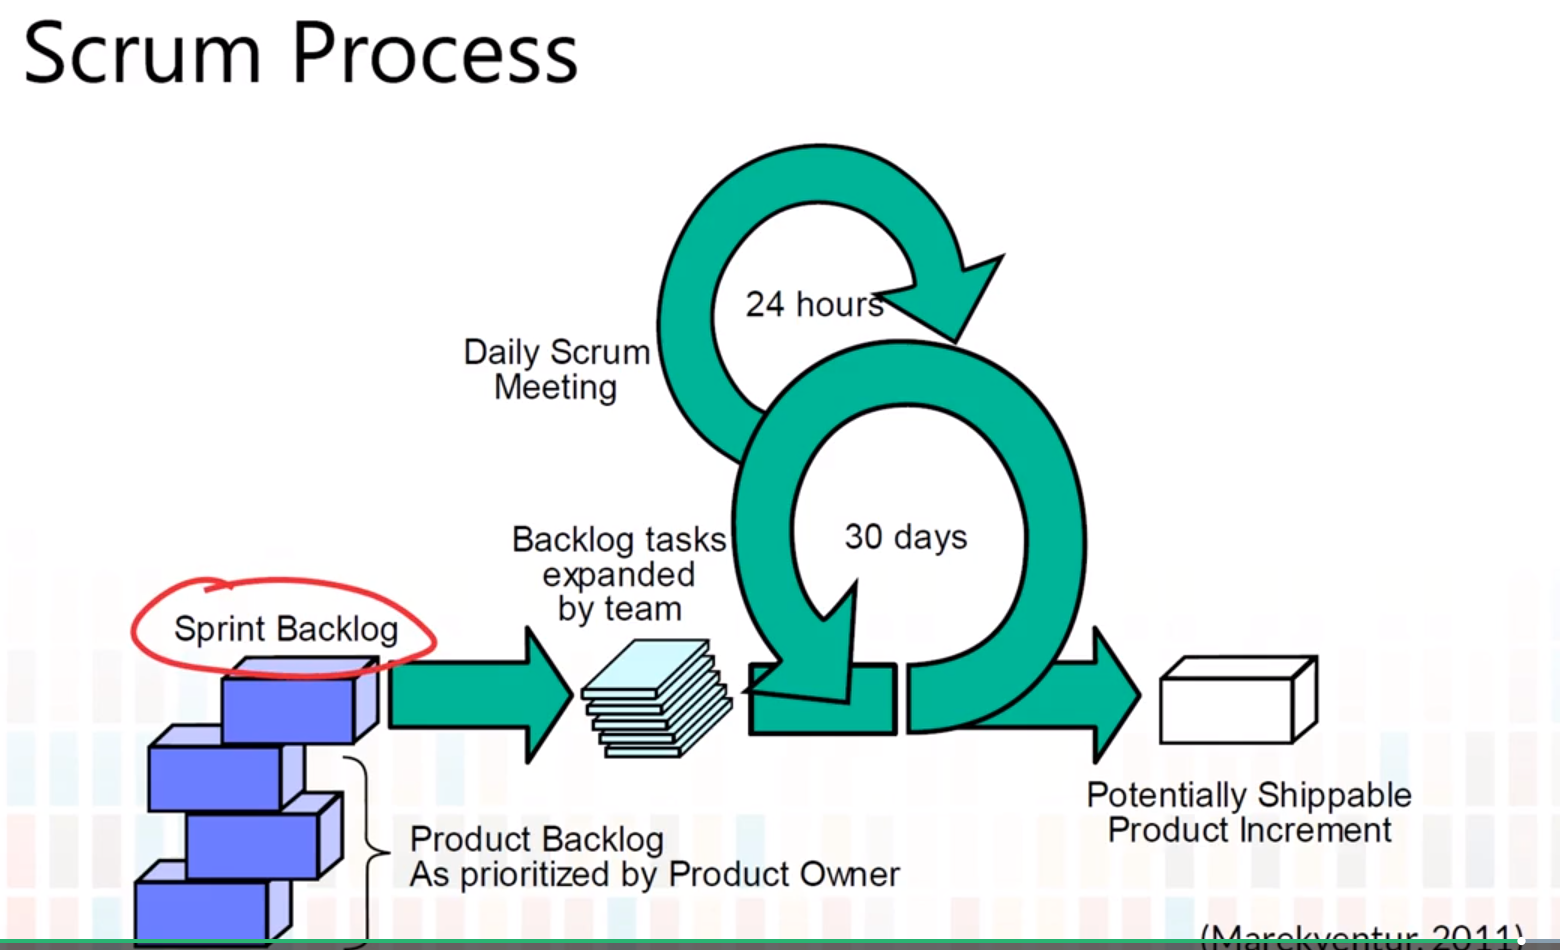 Scrum Process
24 hours
Daily Scrum
Meeting
30 days
Backlog tasks
expanded
by team
Sprint Backlog
Potentially Shippable
Product Increment
Product Backlog
As prioritized by Product Owner
(Marekventur, 2011)